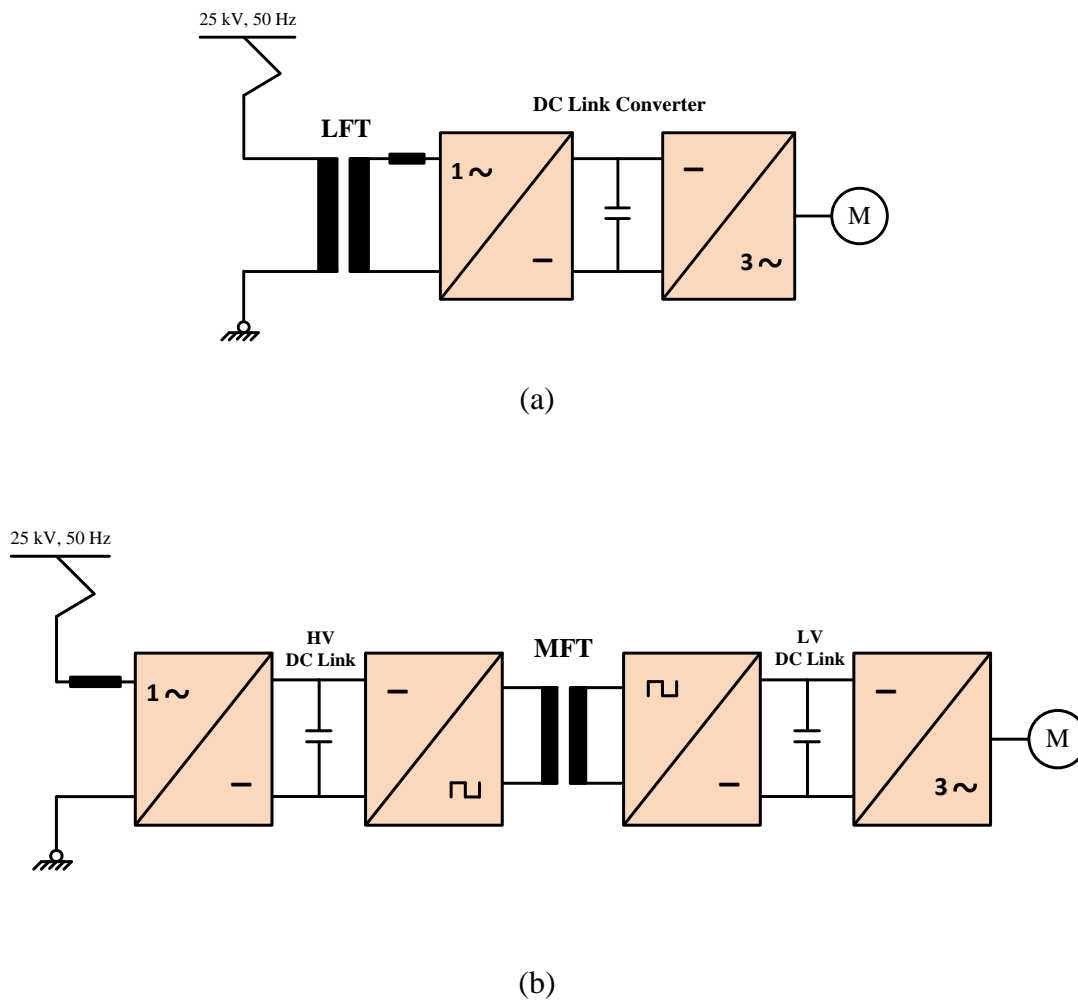 25 kV, 50 Hz
DC Link Converter
LFT
1~
–
–
3~
M
(a)
25 kV, 50 Hz
HV
DC Link
MFT
LV
DC Link
1~
–
–
–
–
3~
M
(b)